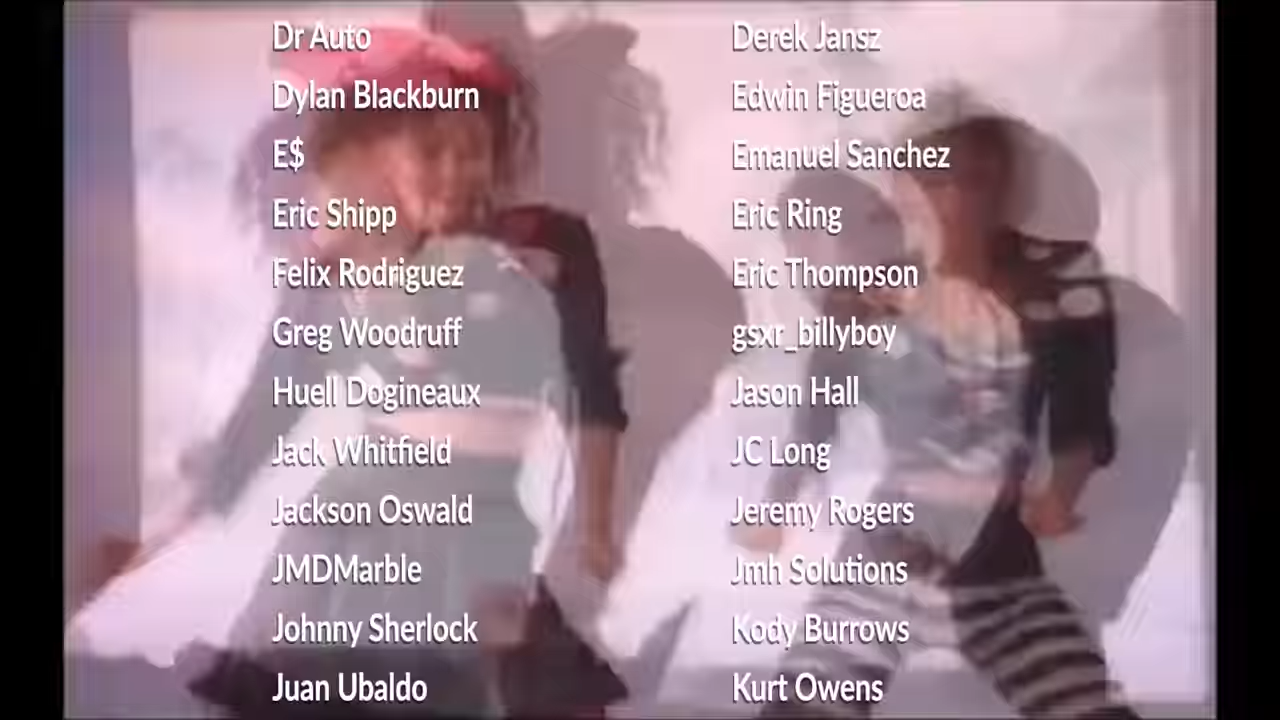 Dr Auto
Dylan Blackburn
E$
Eric Shipp
Felix Rodriguez
Greg Woodruff
Huell Dogineaux
Jack Whitfield
Jackson Oswald
JMDMarble
Johnny Sherlock
Juan Ubaldo
Derek Jansz
Edwin Figueroa
Emanuel Sanchez
Eric Ring
Eric Thompson
gsxr_billyboy
Jason Hall
JC Long
Jeremy Rogers
Jmh Solutions
Kody Burrows
Kurt Owens